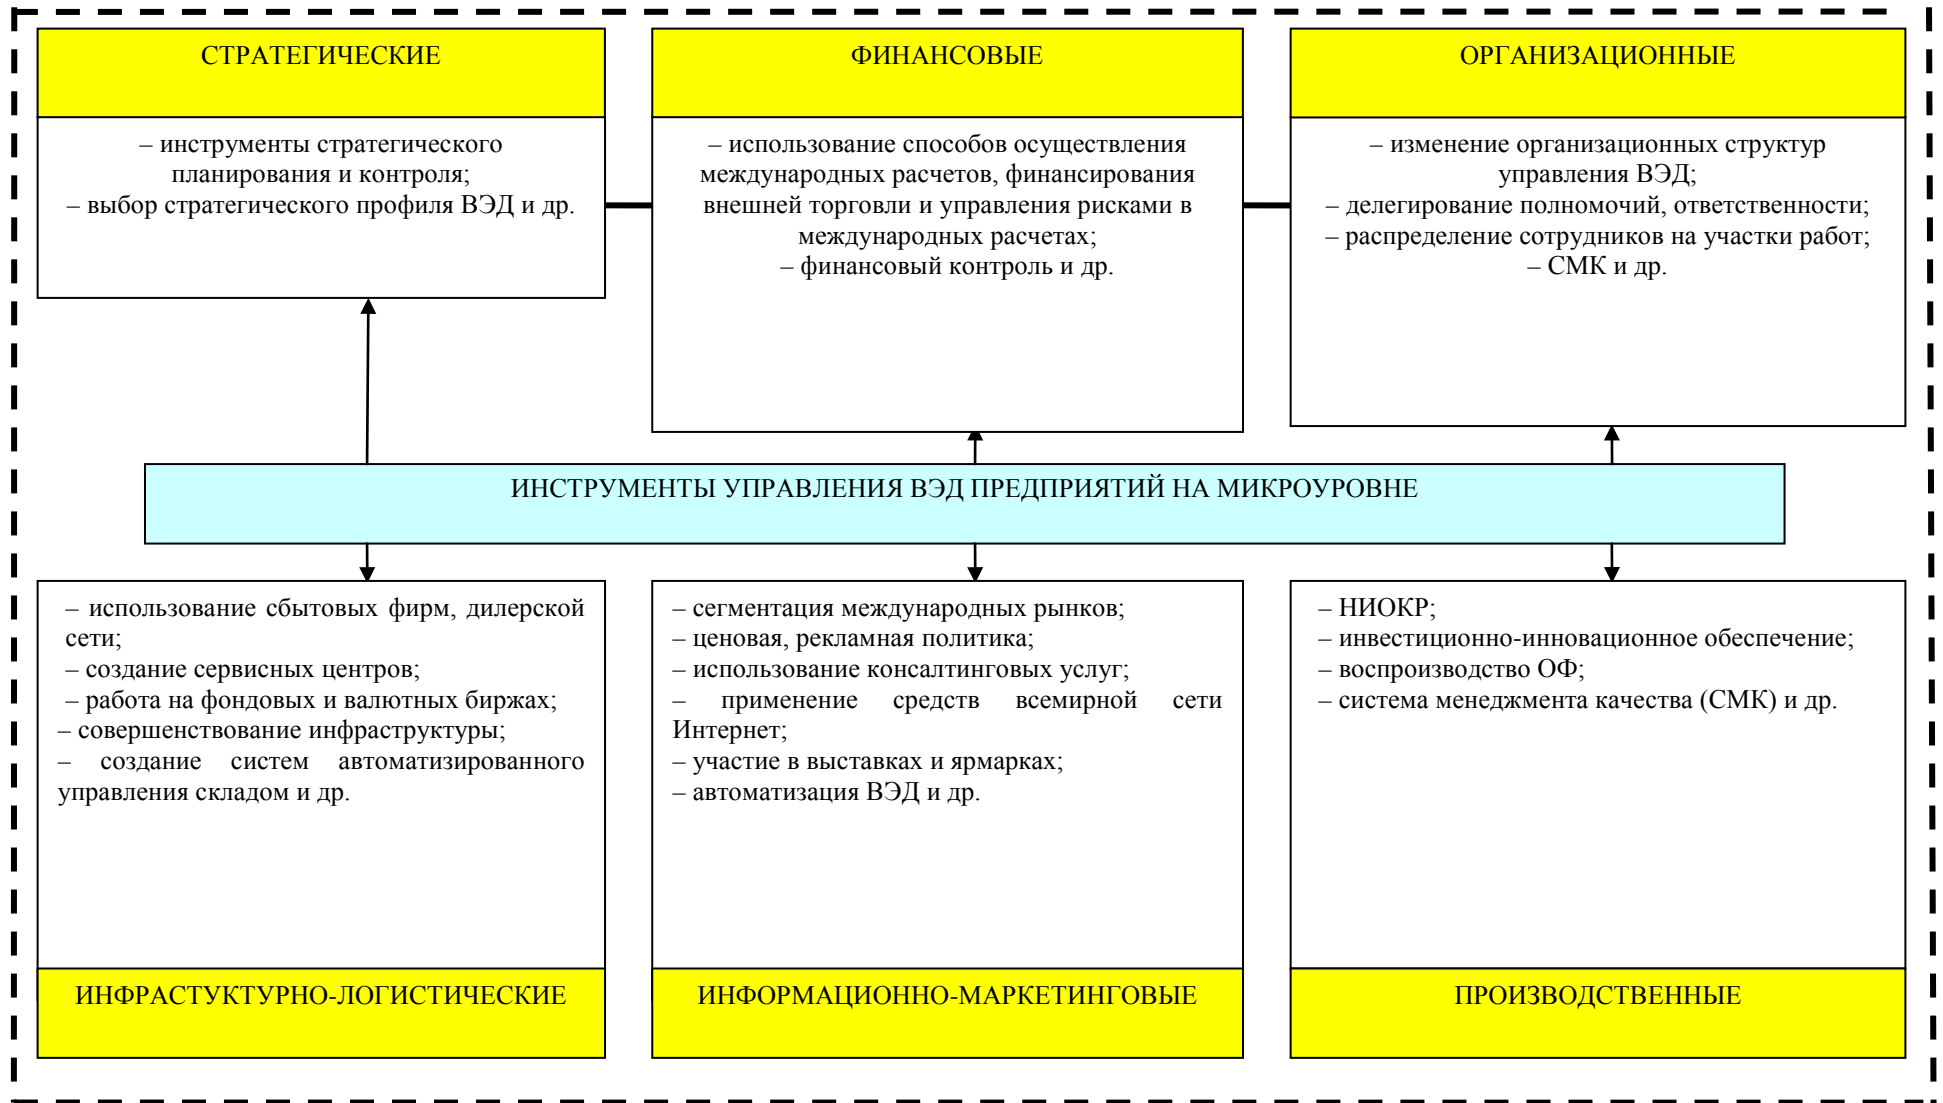 СТРАТЕГИЧЕСКИЕ
– инструменты стратегического
планирования и контроля;
– выбор стратегического профиля ВЭД и др.
ФИНАНСОВЫЕ
– использование способов осуществления
международных расчетов, финансирования
внешней торговли и управления рисками в
международных расчетах;
– финансовый контроль и др.
ОРГАНИЗАЦИОННЫЕ
– изменение организационных структур
управления ВЭД;
– делегирование полномочий, ответственности;
– распределение сотрудников на участки работ;
– СМК и др.
ИНСТРУМЕНТЫ УПРАВЛЕНИЯ ВЭД ПРЕДПРИЯТИЙ НА МИКРОУРОВНЕ
– использование сбытовых фирм, дилерской
сети;
– создание сервисных центров;
– работа на фондовых и валютных биржах;
– совершенствование инфраструктуры;
– создание систем автоматизированного
управления складом и др.
ИНФРАСТУКТУРНО-ЛОГИСТИЧЕСКИЕ
– сегментация международных рынков;
– ценовая, рекламная политика;
– использование консалтинговых услуг;
– применение средств всемирной сети
Интернет;
– участие в выставках и ярмарках;
– автоматизация ВЭД и др.
ИНФОРМАЦИОННО-МАРКЕТИНГОВЫЕ
– НИОКР;
– инвестиционно-инновационное обеспечение;
– воспроизводство ОФ;
– система менеджмента качества (СМК) и др.
ПРОИЗВОДСТВЕННЫЕ